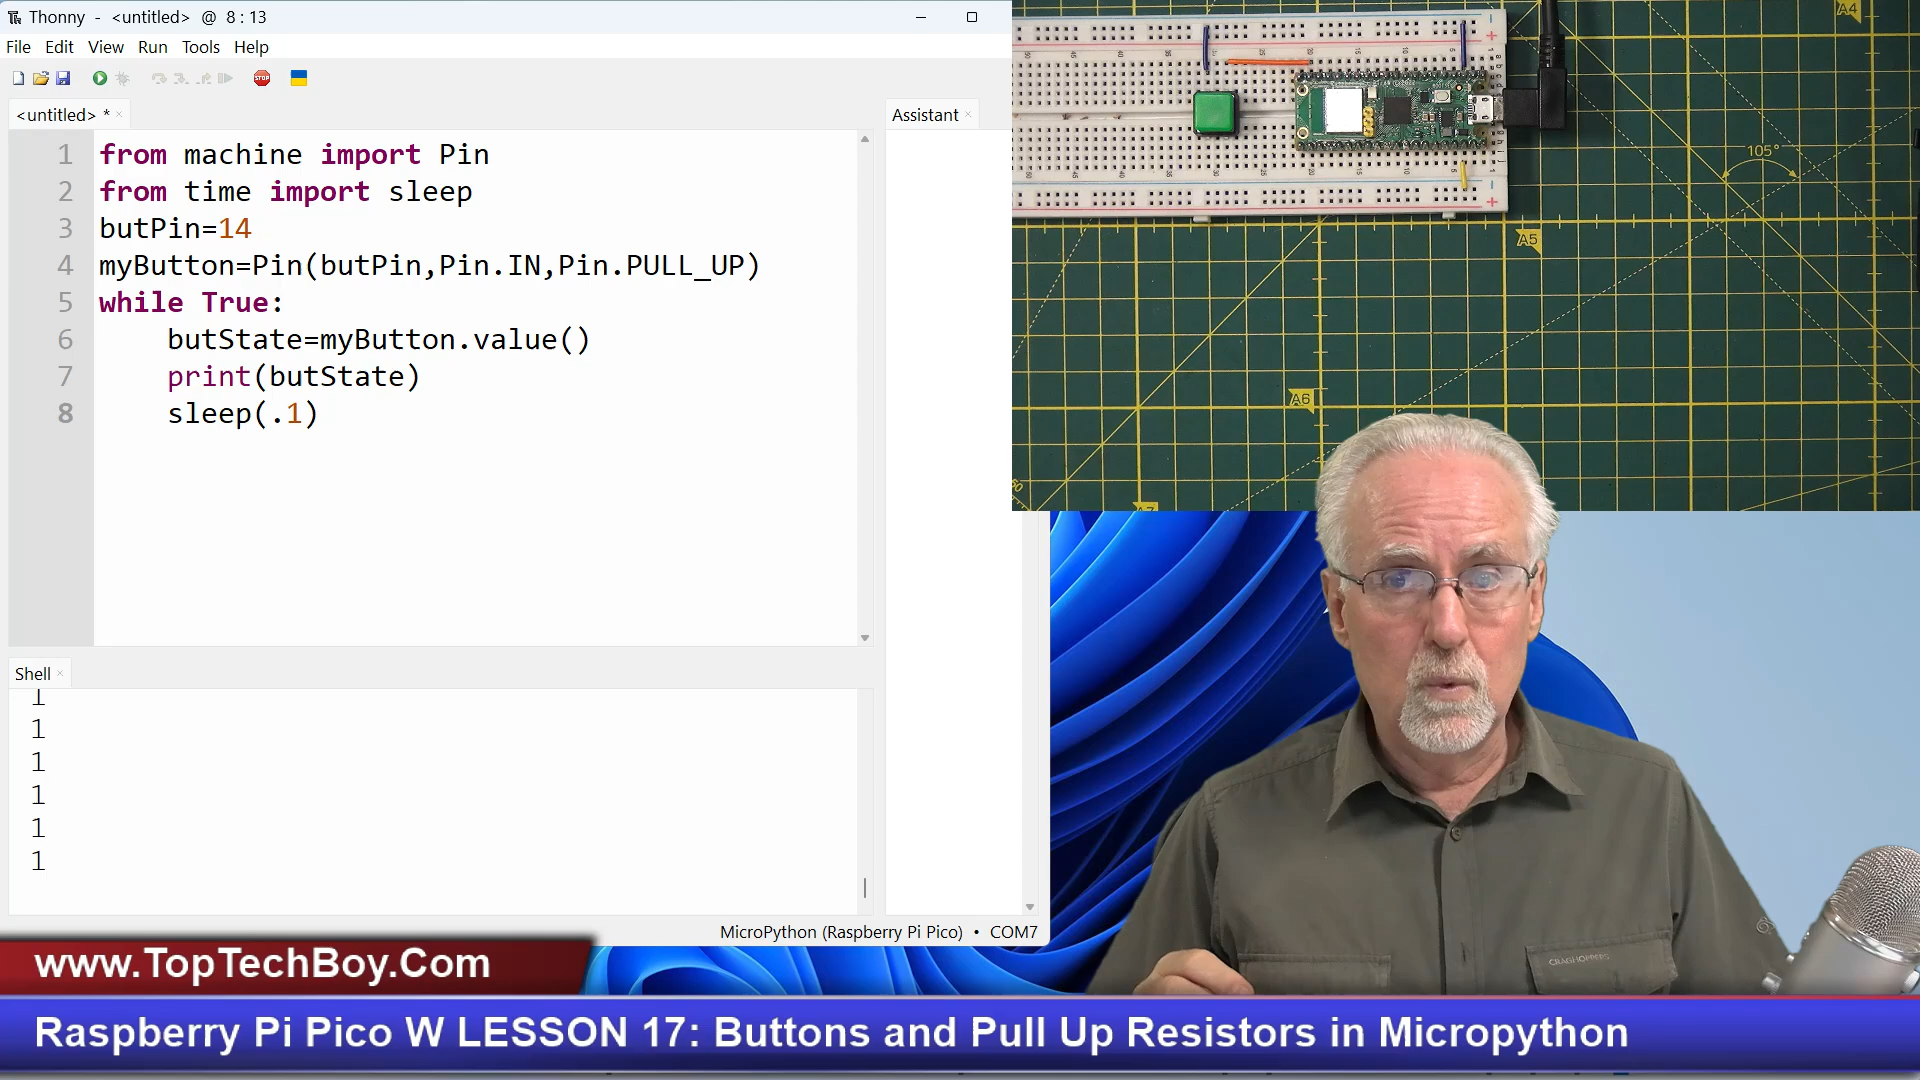 Thonny - <untitled> @ 8 : 13
File Edit View Run Tools Help
STOP
<untitled> *
1 from machine import Pin
2 from time import sleep
3 butPin=14
4 myButton=Pin(butPin,Pin.IN,Pin.PULL_UP)
5 while True:
6 butState=myButton.value()
7 print(butState)
8 sleep(.1)
Assistant
Shell
1
1
1
1
1
1
MicroPython (Raspberry Pi Pico) • COM7
A4
105°
A5
A6
A7
CRAGHOPPERS
www.TopTechBoy.Com
Raspberry Pi Pico W LESSON 17: Buttons and Pull Up Resistors in Micropython